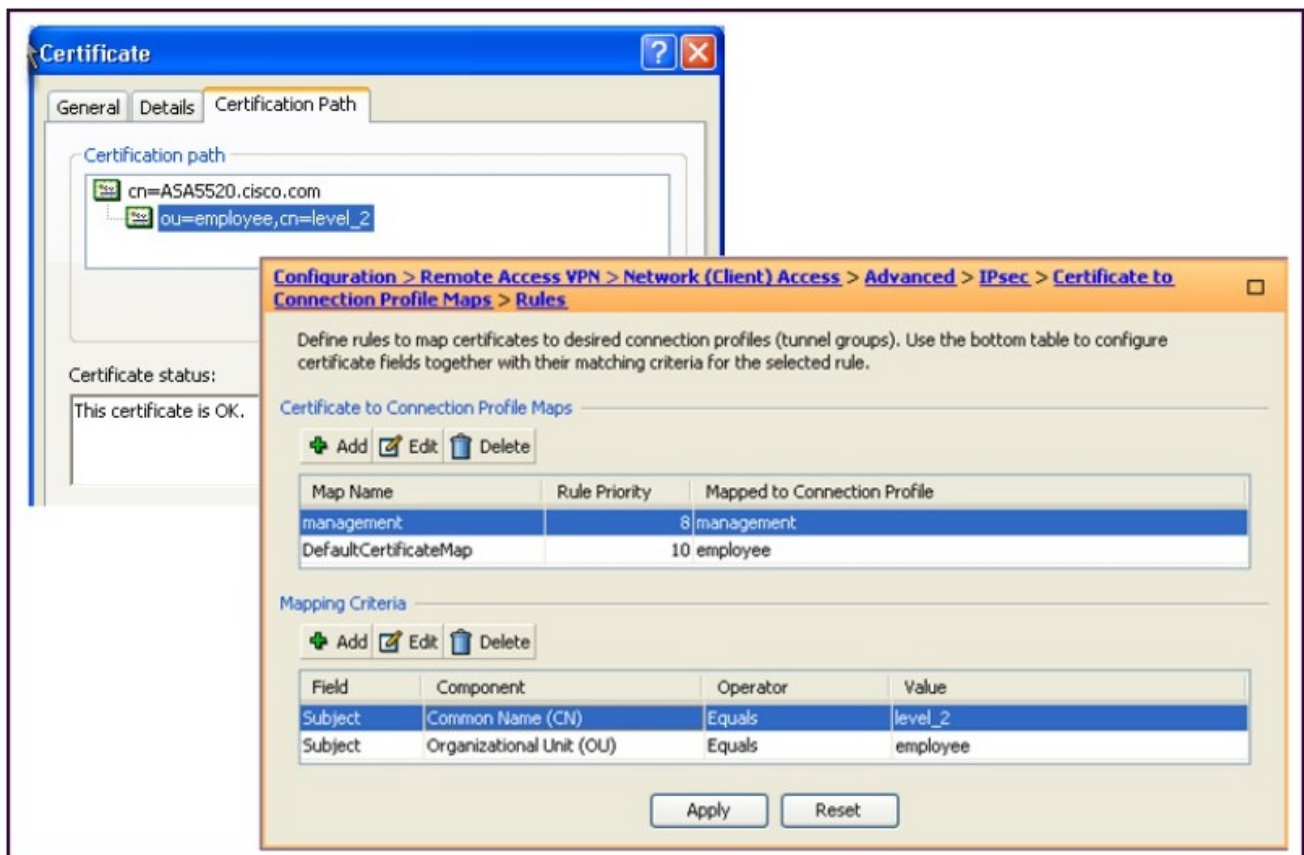 Certificate
General Details Certification Path
Certification path
cn=ASA5520.cisco.com
ou=employee,cn=level_2
Certificate status:
This certificate is OK.
Configuration > Remote Access VPN > Network (Client) Access > Advanced > IPsec > Certificate to
Connection Profile Maps > Rules
Define rules to map certificates to desired connection profiles (tunnel groups). Use the bottom table to configure
certificate fields together with their matching criteria for the selected rule.
Certificate to Connection Profile Maps
Add Edit Delete
Map Name Rule Priority Mapped to Connection Profile
management 8 management
DefaultCertificateMap 10 employee
Mapping Criteria
Add Edit Delete
Field Component Operator Value
Subject Common Name (CN) Equals level_2
Subject Organizational Unit (OU) Equals employee
Apply Reset